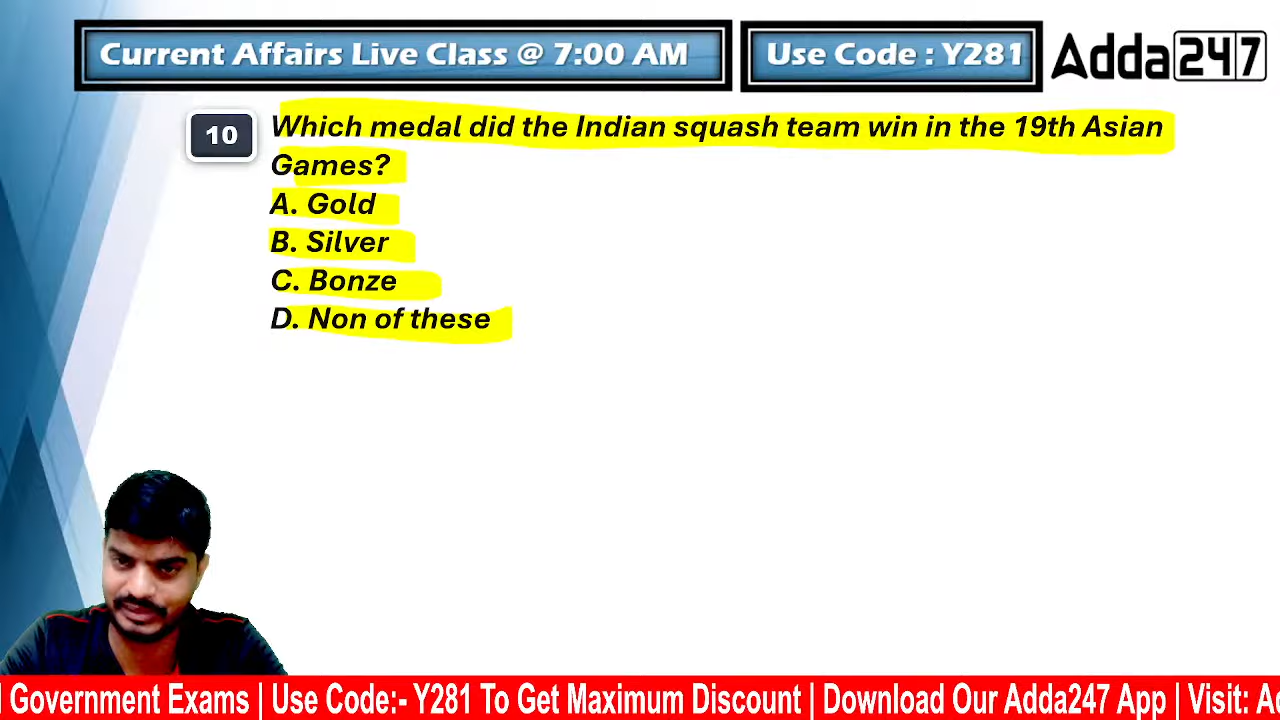 Current Affairs Live Class @ 7:00 AM
Use Code : Y281
Adda247
10
Which medal did the Indian squash team win in the 19th Asian
Games?
A. Gold
B. Silver
C. Bonze
D. Non of these
Government Exams | Use Code:- Y281 To Get Maximum Discount | Download Our Adda247 App | Visit: